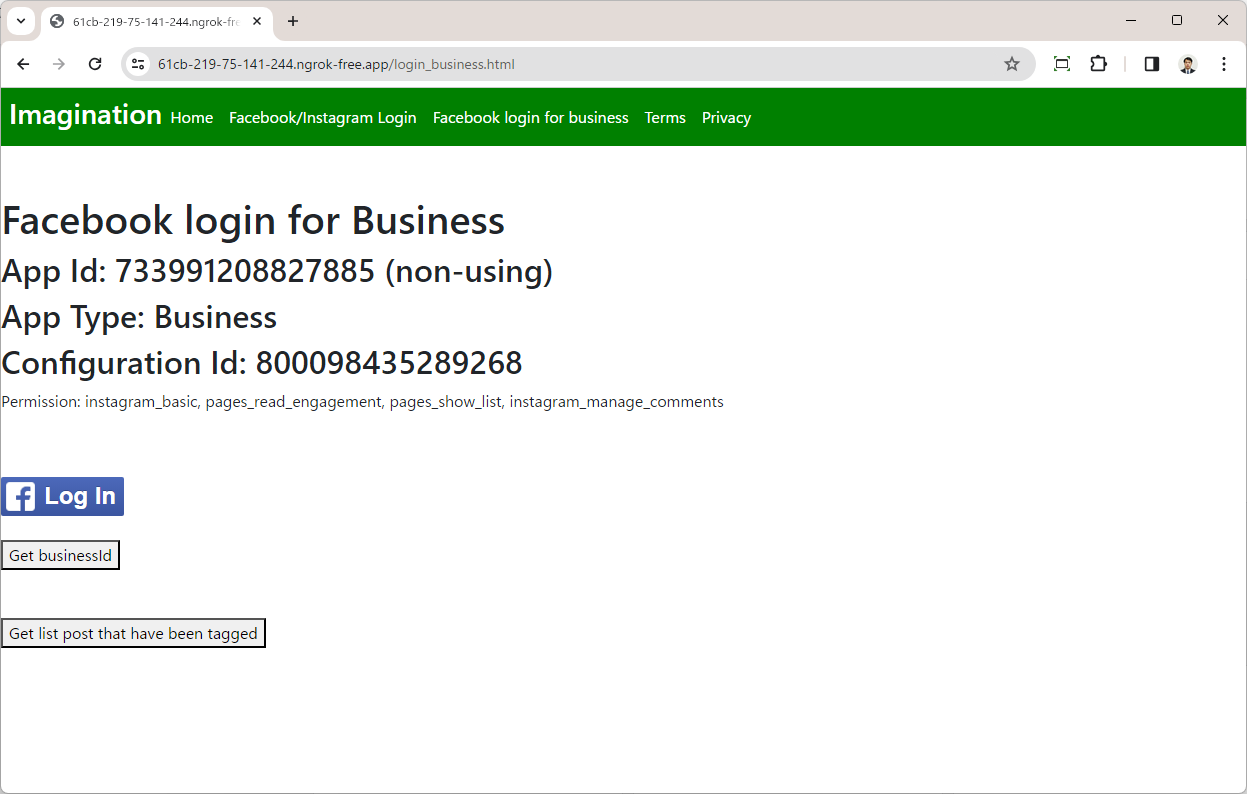 61cb-219-75-141-244.ngrok-fre
61cb-219-75-141-244.ngrok-free.app/login_business.html
Imagination Home Facebook/Instagram Login Facebook login for business Terms Privacy
Facebook login for Business
App Id: 733991208827885 (non-using)
App Type: Business
Configuration Id: 800098435289268
Permission: instagram_basic, pages_read_engagement, pages_show_list, instagram_manage_comments
f Log In
Get businessId
Get list post that have been tagged